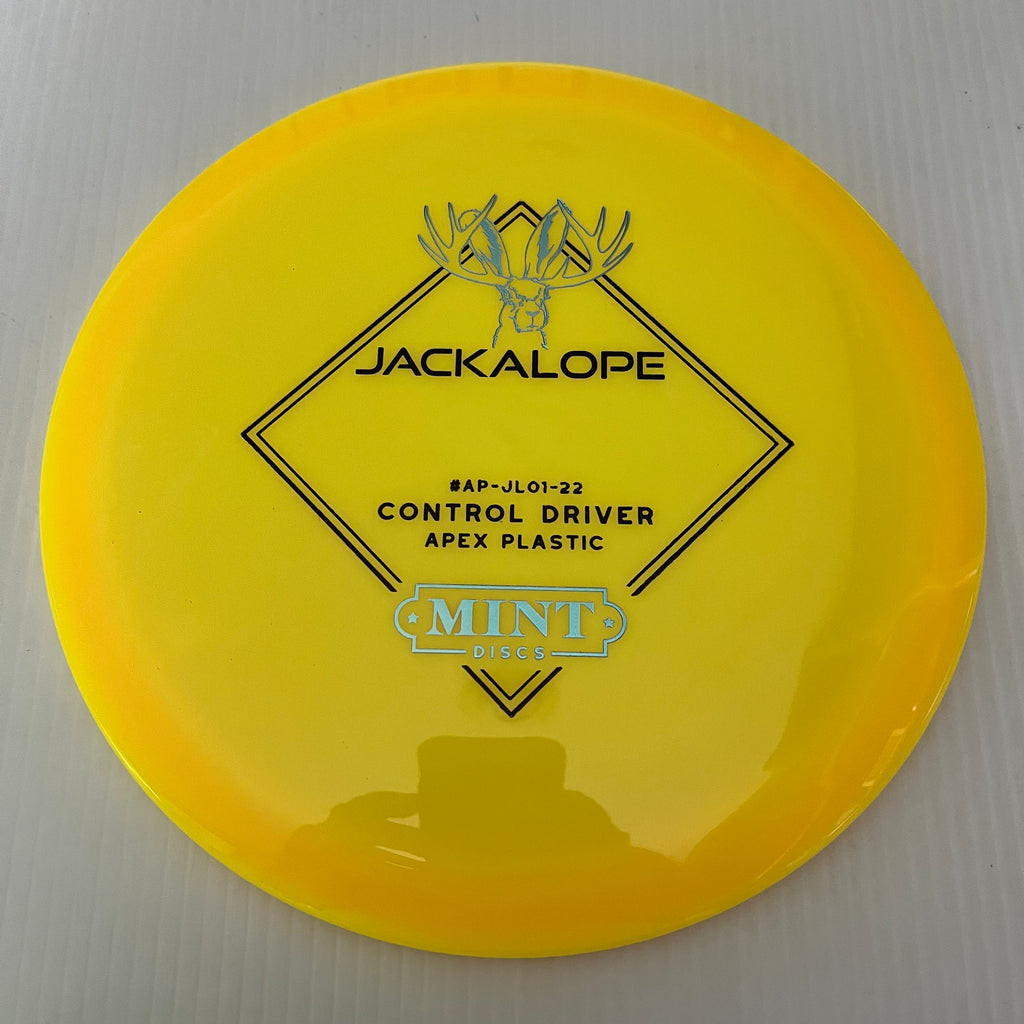 JACKALOPE
#AP-JL01-22
CONTROL DRIVER
APEX PLASTIC
MINT
DISCS